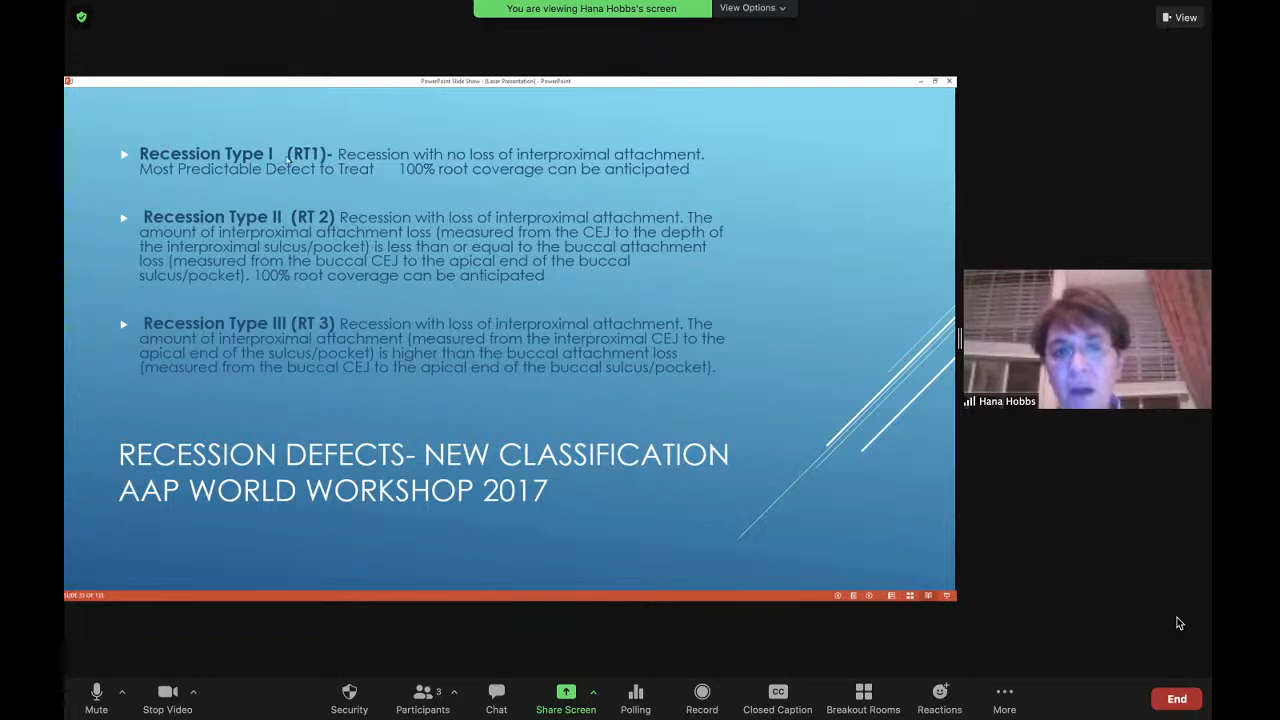 You are viewing Hana Hobbs's screen
View Options
View
PowerPoint Slide Show - [Laser Presentation] - PowerPoint
Recession Type I (RT1)- Recession with no loss of interproximal attachment.
Most Predictable Defect to Treat 100% root coverage can be anticipated
Recession Type II (RT 2) Recession with loss of interproximal attachment. The
amount of interproximal attachment loss (measured from the CEJ to the depth of
the interproximal sulcus/pocket) is less than or equal to the buccal attachment
loss (measured from the buccal CEJ to the apical end of the buccal
sulcus/pocket). 100% root coverage can be anticipated
Recession Type III (RT 3) Recession with loss of interproximal attachment. The
amount of interproximal attachment (measured from the interproximal CEJ to the
apical end of the sulcus/pocket) is higher than the buccal attachment loss
(measured from the buccal CEJ to the apical end of the buccal sulcus/pocket).
Hana Hobbs
RECESSION DEFECTS- NEW CLASSIFICATION
AAP WORLD WORKSHOP 2017
SLIDE 33 OF 133
Mute
Stop Video
Security
Participants 3
Chat
Share Screen
Polling
Record
CC
Closed Caption
Breakout Rooms
Reactions
More
End